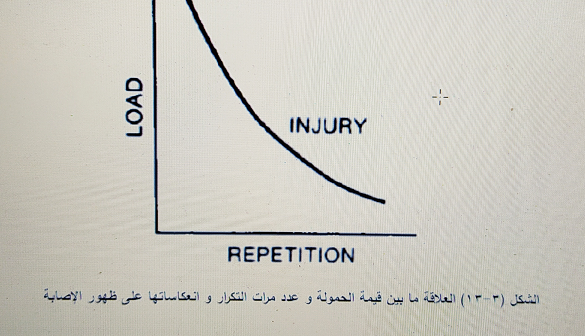 LOAD
INJURY
REPETITION
الشكل (٣-١٣) العلاقة ما بين قيمة الحمولة و عدد مرات التكرار و انعكاساتها على ظهور الإصابة